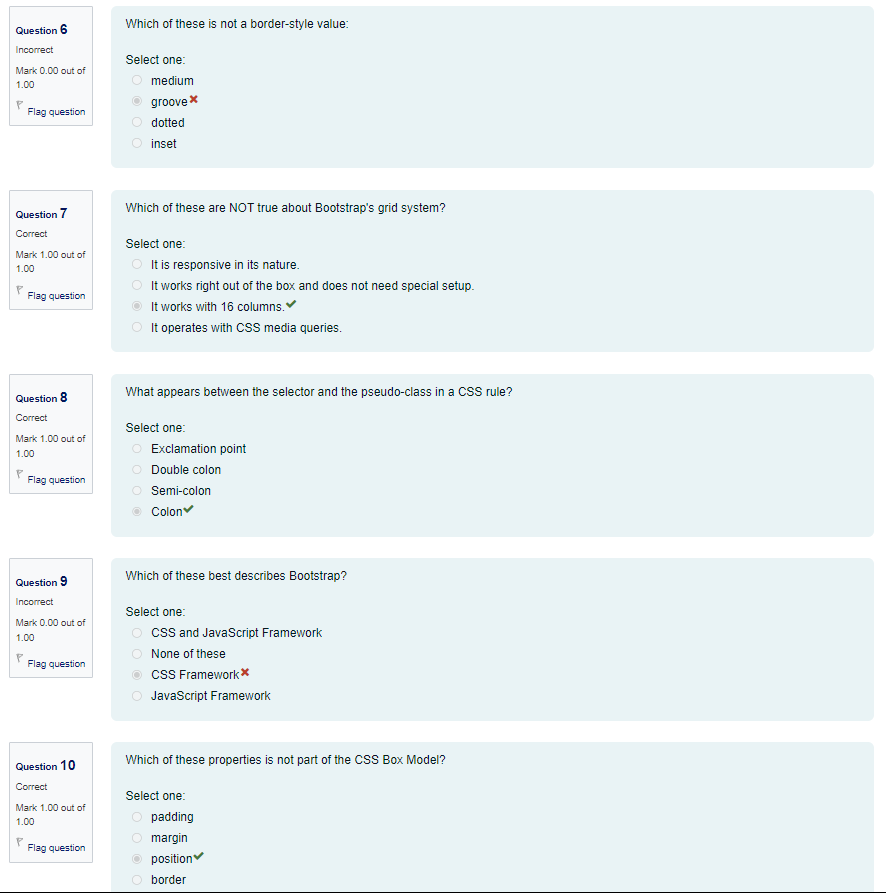 Question 6
Incorrect
Mark 0.00 out of
1.00
Flag question
Which of these is not a border-style value:
Select one:
medium
groove
dotted
inset
Question 7
Correct
Mark 1.00 out of
1.00
Flag question
Which of these are NOT true about Bootstrap's grid system?
Select one:
It is responsive in its nature.
It works right out of the box and does not need special setup.
It works with 16 columns.
It operates with CSS media queries.
Question 8
Correct
Mark 1.00 out of
1.00
Flag question
What appears between the selector and the pseudo-class in a CSS rule?
Select one:
Exclamation point
Double colon
Semi-colon
Colon
Question 9
Incorrect
Mark 0.00 out of
1.00
Flag question
Which of these best describes Bootstrap?
Select one:
CSS and JavaScript Framework
None of these
CSS Framework
JavaScript Framework
Question 10
Correct
Mark 1.00 out of
1.00
Flag question
Which of these properties is not part of the CSS Box Model?
Select one:
padding
margin
position
border